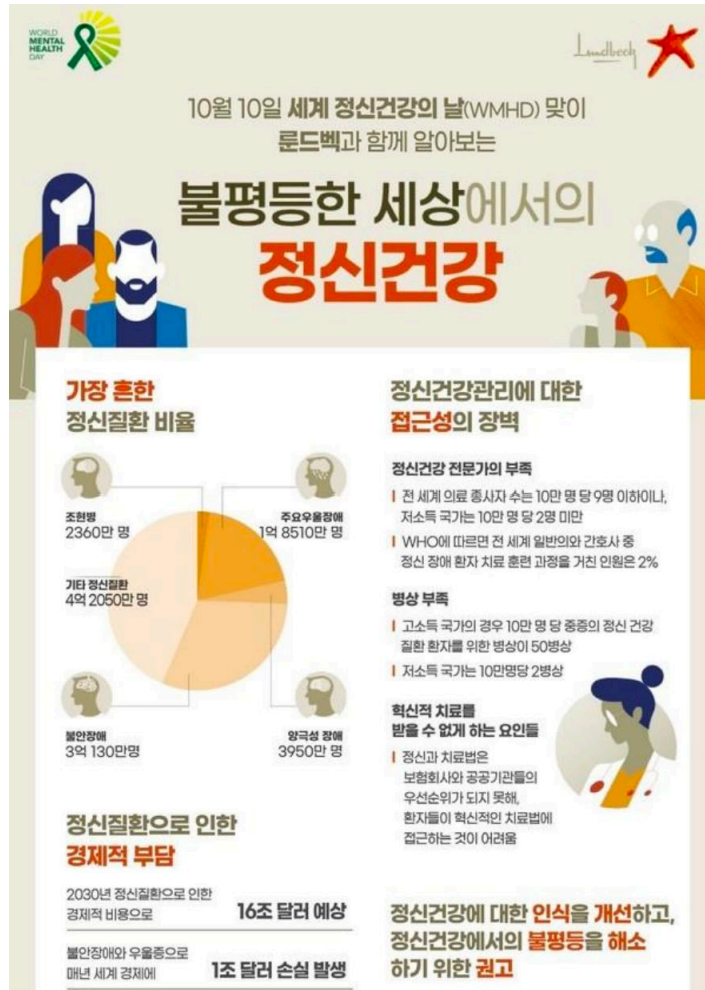 WORLD
MENTAL
HEALTH
DAY
Lundbeck
10월 10일 세계 정신건강의 날(WMHD) 맞이
룬드벡과 함께 알아보는
불평등한 세상에서의
정신건강
가장 흔한
정신질환 비율
조현병
2360만 명
주요우울장애
1억 8510만 명
기타 정신질환
4억 2050만 명
불안장애
3억 130만명
양극성 장애
3950만 명
정신질환으로 인한
경제적 부담
2030년 정신질환으로 인한
경제적 비용으로
16조 달러 예상
불안장애와 우울증으로
매년 세계 경제에
1조 달러 손실 발생
정신건강관리에 대한
접근성의 장벽
정신건강 전문가의 부족
전 세계 의료 종사자 수는 10만 명 당 9명 이하이나,
저소득 국가는 10만 명 당 2명 미만
WHO에 따르면 전 세계 일반의와 간호사 중
정신 장애 환자 치료 훈련 과정을 거친 인원은 2%
병상 부족
고소득 국가의 경우 10만 명 당 중증의 정신 건강
질환 환자를 위한 병상이 50병상
저소득 국가는 10만명당 2병상
혁신적 치료를
받을 수 없게 하는 요인들
정신과 치료법은
보험회사와 공공기관들의
우선순위가 되지 못해,
환자들이 혁신적인 치료법에
접근하는 것이 어려움
정신건강에 대한 인식을 개선하고,
정신건강에서의 불평등을 해소
하기 위한 권고